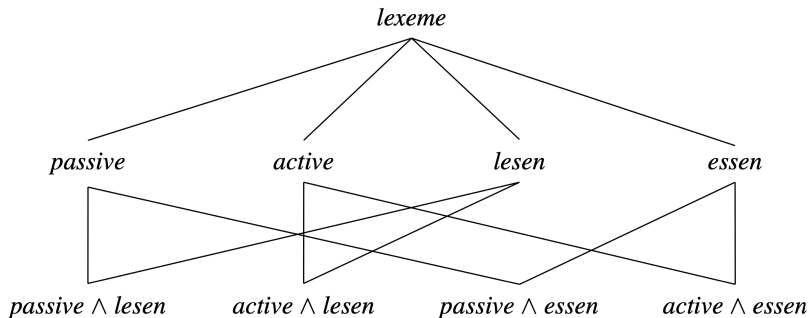 lexeme
passive active lesen essen
passive ∧ lesen active ∧ lesen passive ∧ essen active ∧ essen